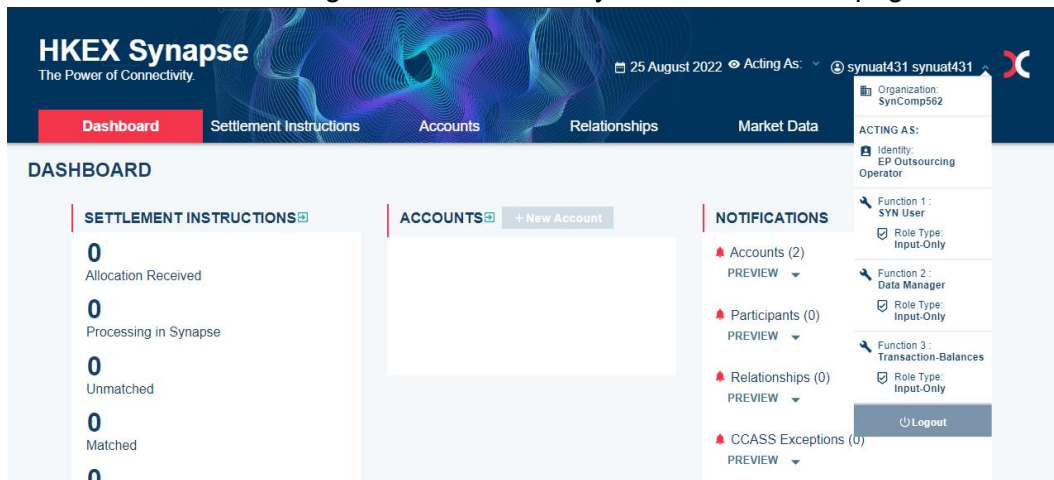 HKEX Synapse
The Power of Connectivity.
25 August 2022 Acting As: synuat431 synuat431
Dashboard Settlement Instructions Accounts Relationships Market Data
DASHBOARD
SETTLEMENT INSTRUCTIONS
0
Allocation Received
0
Processing in Synapse
0
Unmatched
0
Matched
0
ACCOUNTS + New Account
NOTIFICATIONS
Accounts (2)
PREVIEW
Participants (0)
PREVIEW
Relationships (0)
PREVIEW
CCASS Exceptions (0)
PREVIEW
Organization:
SynComp562
ACTING AS:
Identity:
EP Outsourcing
Operator
Function 1 :
SYN User
Role Type:
Input-Only
Function 2 :
Data Manager
Role Type:
Input-Only
Function 3 :
Transaction-Balances
Role Type:
Input-Only
Logout